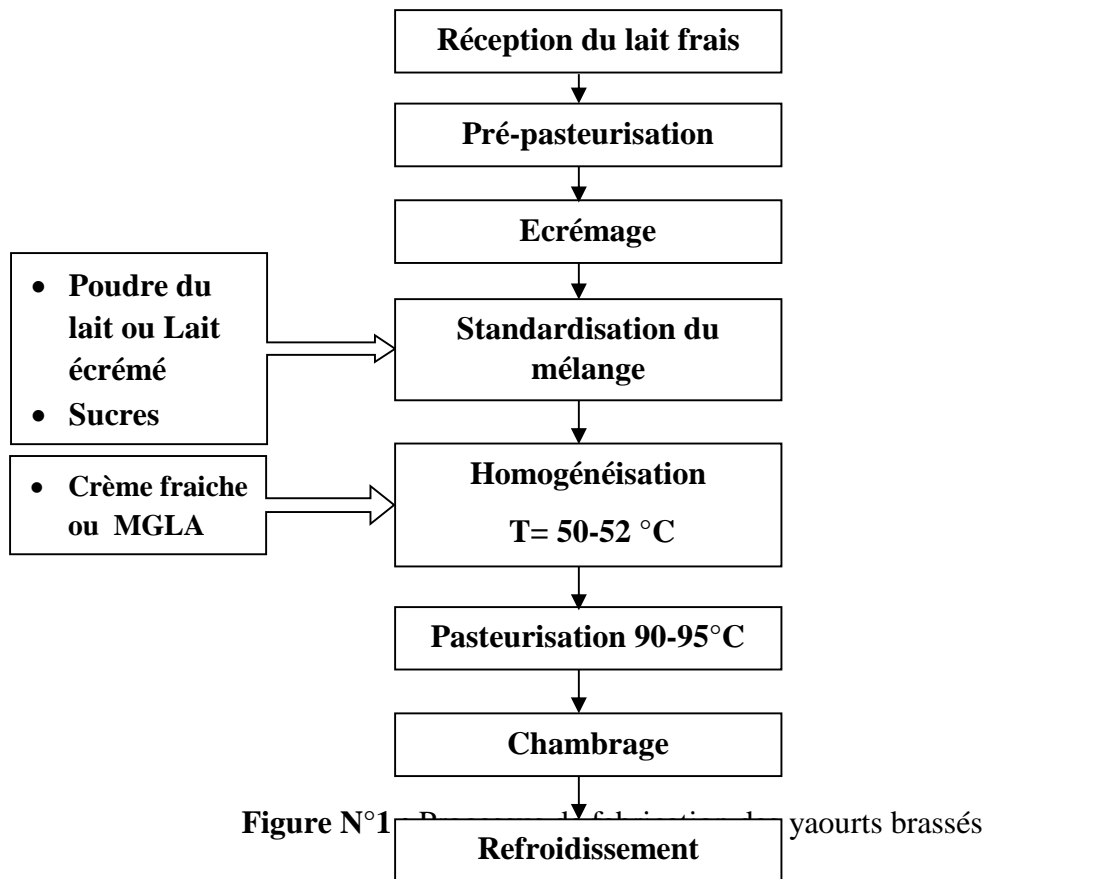 Réception du lait frais
Pré-pasteurisation
Ecrémage
• Poudre du
lait ou Lait
écrémé
• Sucres
Standardisation du
mélange
• Crème fraiche
ou MGLA
Homogénéisation
T= 50-52 °C
Pasteurisation 90-95°C
Chambrage
Figure N°1 yaourts brassés
Refroidissement